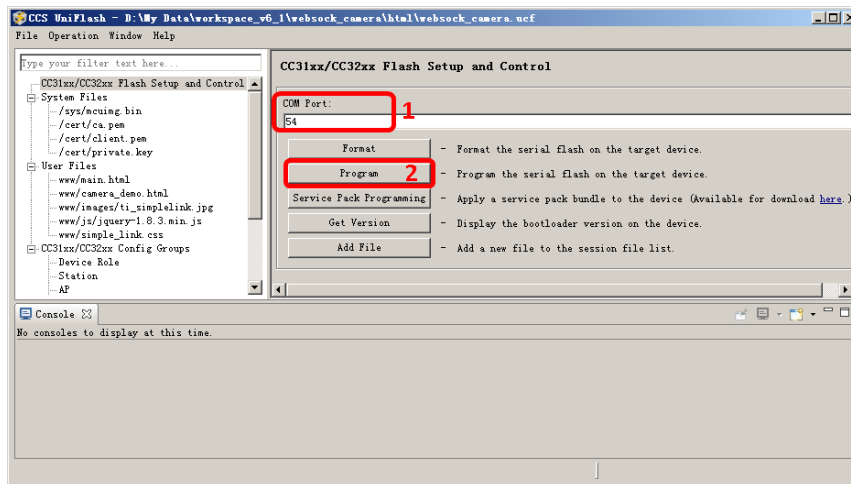 CCS UniFlash - D:\My Data\workspace_v6_1\websock_camera\html\websock_camera.ucf
File Operation Window Help
Type your filter text here...
CC31xx/CC32xx Flash Setup and Control
System Files
/sys/mcuimg.bin
/cert/ca.pem
/cert/client.pem
/cert/private.key
User Files
www/main.html
www/camera_demo.html
www/images/ti_simplelink.jpg
www/js/jquery-1.8.3.min.js
www/simple_link.css
CC31xx/CC32xx Config Groups
Device Role
Station
AP
CC31xx/CC32xx Flash Setup and Control
COM Port:
1
54
Format - Format the serial flash on the target device.
Program 2 - Program the serial flash on the target device.
Service Pack Programming - Apply a service pack bundle to the device (Available for download here.)
Get Version - Display the bootloader version on the device.
Add File - Add a new file to the session file list.
Console
No consoles to display at this time.